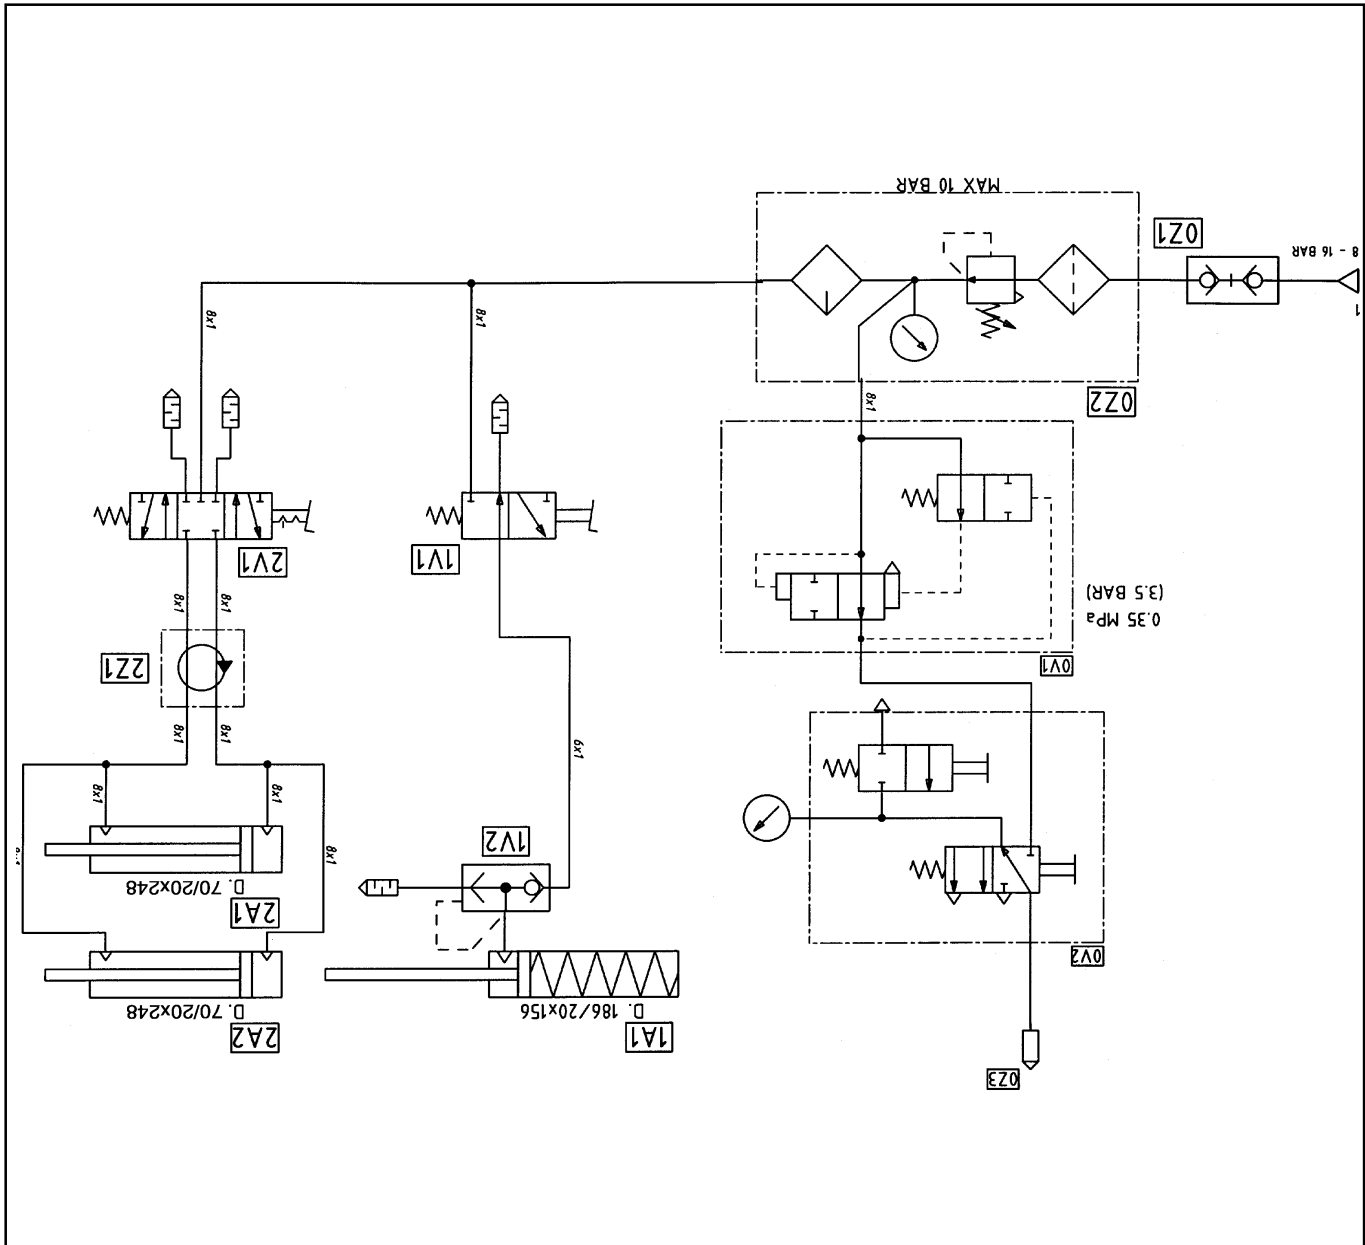 0Z3
1A1
2A2
D. 186/20x156
D. 70/20x248
0V2
2A1
D. 70/20x248
8x1
1V2
8x1
8x1
6x1
8x1
8x1
2Z1
0V1
0.35 MPa
(3.5 BAR)
8x1
8x1
1V1
2V1
0Z2
8x1
8x1
8x1
1
8 - 16 BAR
0Z1
MAX 10 BAR